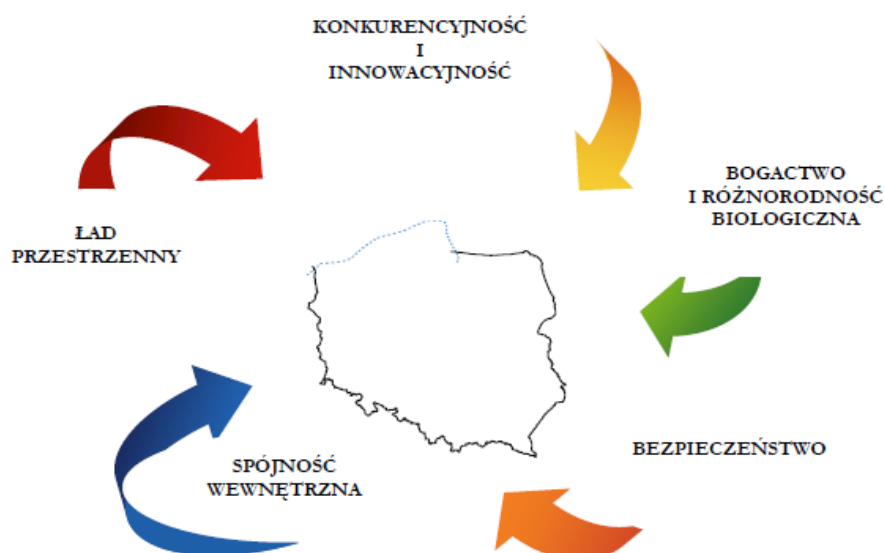 KONKURENCYJNOŚĆ
I
INNOWACYJNOŚĆ
BOGACTWO
I RÓŻNORODNOŚĆ
BIOLOGICZNA
ŁAD
PRZESTRZENNY
BEZPIECZEŃSTWO
SPÓJNOŚĆ
WEWNĘTRZNA